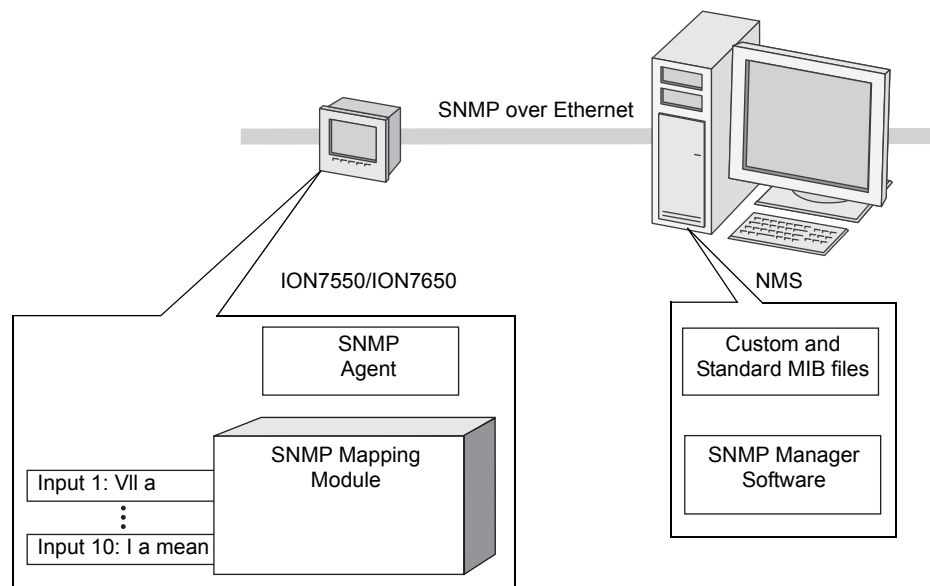 SNMP over Ethernet
ION7550/ION7650
NMS
SNMP
Agent
Custom and
Standard MIB files
SNMP Mapping
Module
SNMP Manager
Software
Input 1: Vll a
Input 10: I a mean